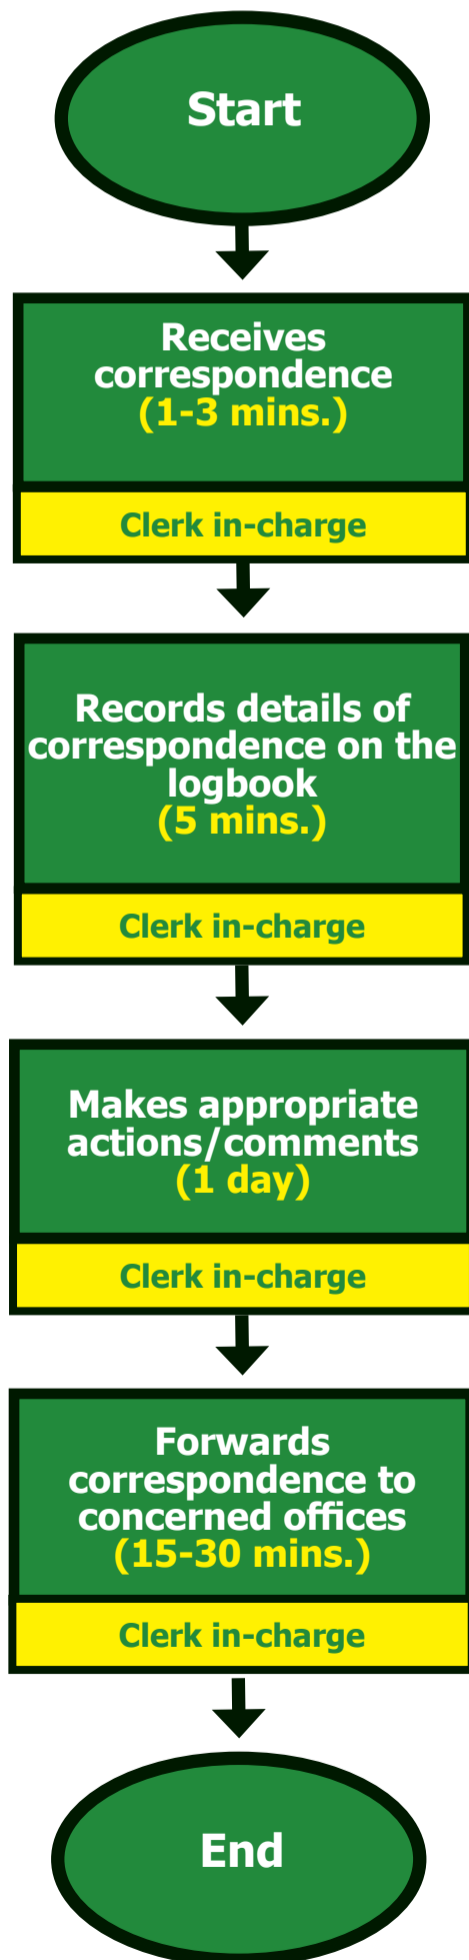 Start
Receives
correspondence
(1-3 mins.)
Clerk in-charge
Records details of
correspondence on the
logbook
(5 mins.)
Clerk in-charge
Makes appropriate
actions/comments
(1 day)
Clerk in-charge
Forwards
correspondence to
concerned offices
(15-30 mins.)
Clerk in-charge
End